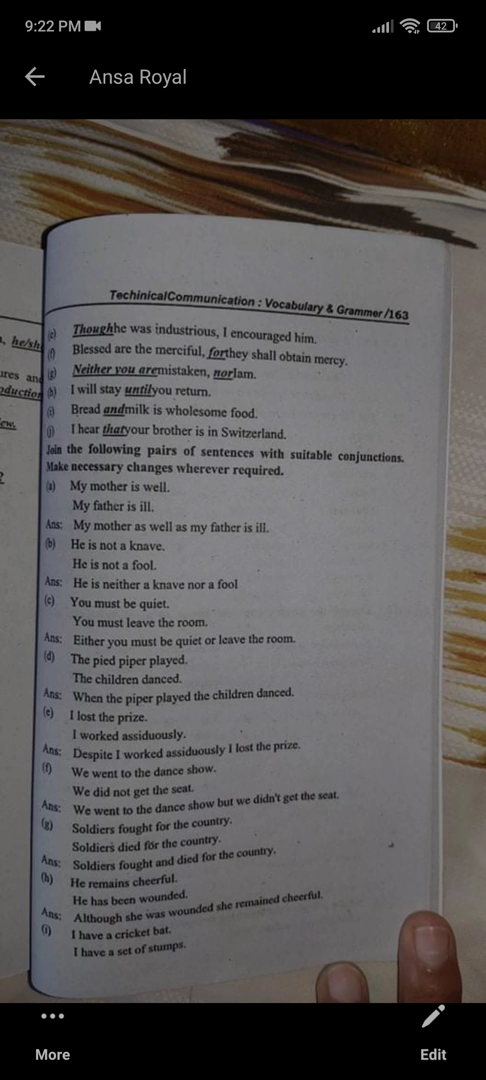 9:22 PM
42
Ansa Royal
TechinicalCommunication : Vocabulary & Grammer /163
(e) Thoughhe was industrious, I encouraged him.
(f) Blessed are the merciful, forthey shall obtain mercy.
(g) Neither you aremistaken, norIam.
(h) I will stay untilyou return.
(i) Bread andmilk is wholesome food.
(j) I hear thatyour brother is in Switzerland.
Join the following pairs of sentences with suitable conjunctions.
Make necessary changes wherever required.
(a) My mother is well.
My father is ill.
Ans: My mother as well as my father is ill.
(b) He is not a knave.
He is not a fool.
Ans: He is neither a knave nor a fool
(c) You must be quiet.
You must leave the room.
Ans: Either you must be quiet or leave the room.
(d) The pied piper played.
The children danced.
Ans: When the piper played the children danced.
(e) I lost the prize.
I worked assiduously.
Ans: Despite I worked assiduously I lost the prize.
(f) We went to the dance show.
We did not get the seat.
Ans: We went to the dance show but we didn't get the seat.
(g) Soldiers fought for the country.
Soldiers died for the country.
Ans: Soldiers fought and died for the country.
(h) He remains cheerful.
He has been wounded.
Ans: Although she was wounded she remained cheerful.
(i) I have a cricket bat.
I have a set of stumps.
More
Edit